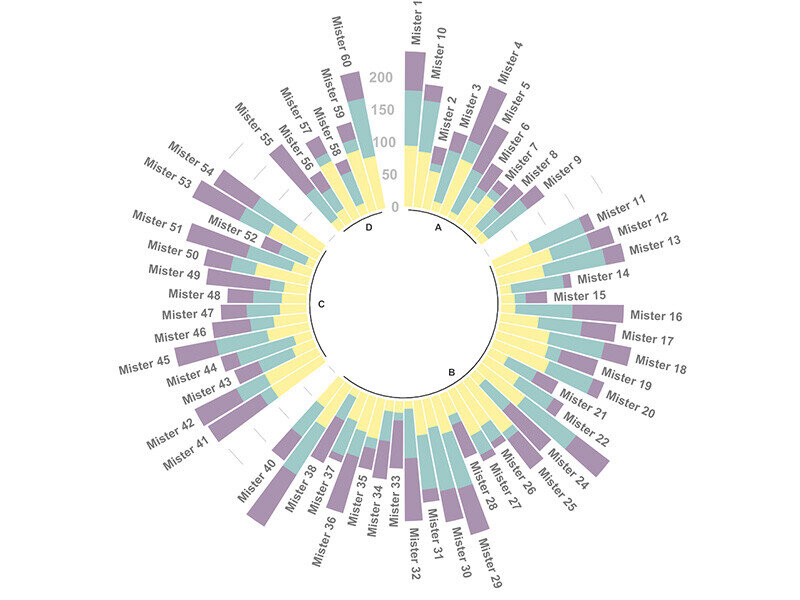 Mister 1
Mister 10
Mister 2
Mister 3
Mister 4
Mister 5
Mister 6
Mister 7
Mister 8
Mister 9
Mister 11
Mister 12
Mister 13
Mister 14
Mister 15
Mister 16
Mister 17
Mister 18
Mister 19
Mister 20
Mister 21
Mister 22
Mister 24
Mister 25
Mister 26
Mister 27
Mister 28
Mister 29
Mister 30
Mister 31
Mister 32
Mister 33
Mister 34
Mister 35
Mister 36
Mister 37
Mister 38
Mister 40
Mister 41
Mister 42
Mister 43
Mister 44
Mister 45
Mister 46
Mister 47
Mister 48
Mister 49
Mister 50
Mister 51
Mister 52
Mister 53
Mister 54
Mister 55
Mister 56
Mister 57
Mister 58
Mister 59
Mister 60
200
150
100
50
0
A
B
C
D